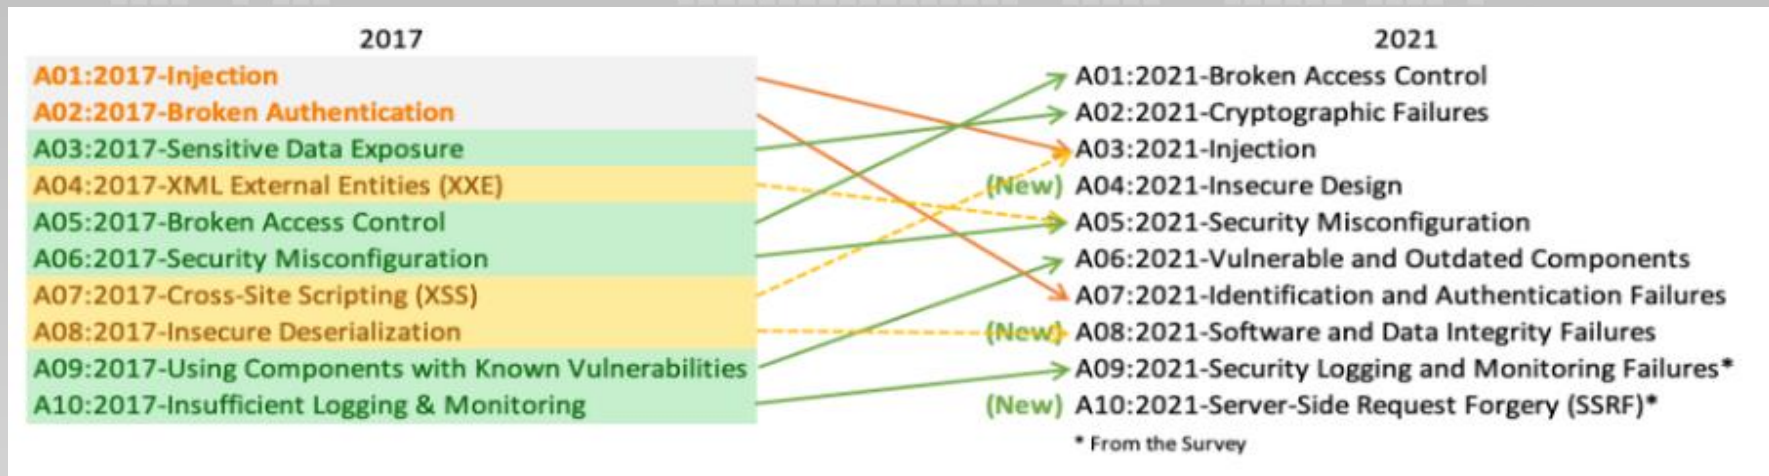 2017
A01:2017-Injection
A02:2017-Broken Authentication
A03:2017-Sensitive Data Exposure
A04:2017-XML External Entities (XXE)
A05:2017-Broken Access Control
A06:2017-Security Misconfiguration
A07:2017-Cross-Site Scripting (XSS)
A08:2017-Insecure Deserialization
A09:2017-Using Components with Known Vulnerabilities
A10:2017-Insufficient Logging & Monitoring
2021
A01:2021-Broken Access Control
A02:2021-Cryptographic Failures
A03:2021-Injection
(New) A04:2021-Insecure Design
A05:2021-Security Misconfiguration
A06:2021-Vulnerable and Outdated Components
A07:2021-Identification and Authentication Failures
(New) A08:2021-Software and Data Integrity Failures
A09:2021-Security Logging and Monitoring Failures*
(New) A10:2021-Server-Side Request Forgery (SSRF)*
* From the Survey